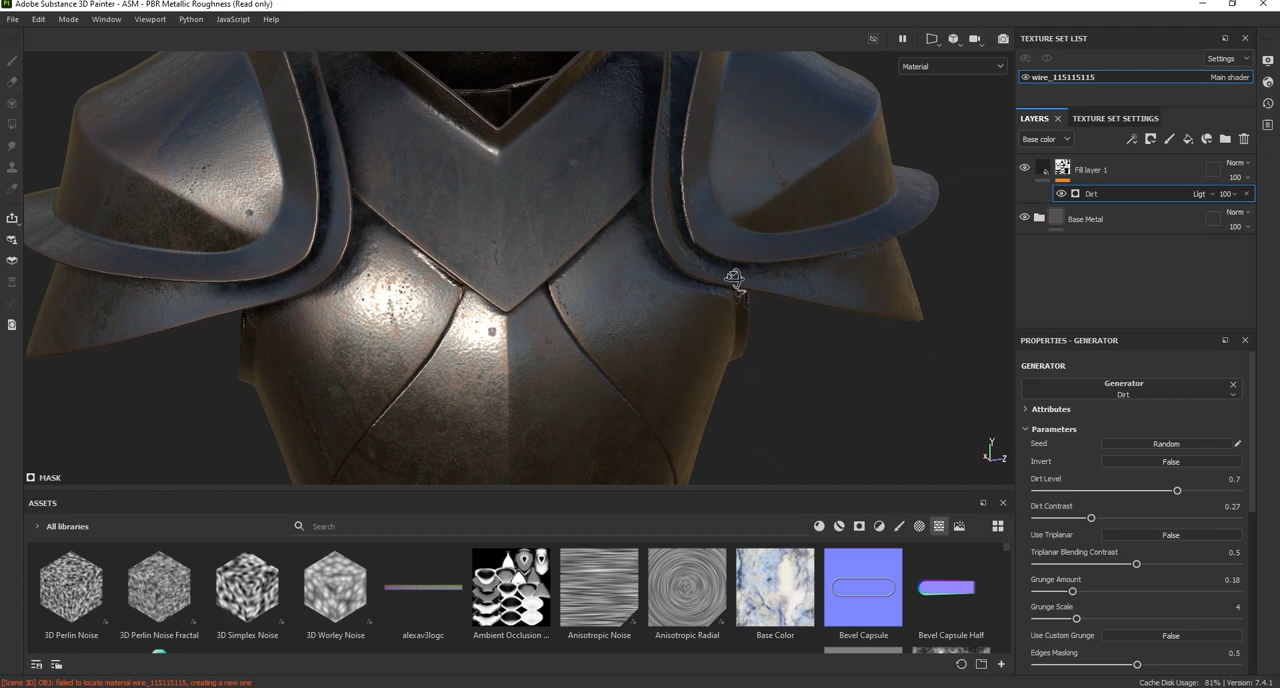 Adobe Substance 3D Painter - ASM - PBR Metallic Roughness (Read only)
File Edit Mode Window Viewport Python JavaScript Help
Material
MASK
Y
X Z
TEXTURE SET LIST
Settings
wire_115115115 Main shader
LAYERS TEXTURE SET SETTINGS
Base color
Fill layer 1 Norm
100
Dirt Llgt 100
Base Metal Norm
100
PROPERTIES - GENERATOR
GENERATOR
Generator
Dirt
Attributes
Parameters
Seed Random
Invert False
Dirt Level 0.7
Dirt Contrast 0.27
Use Triplanar False
Triplanar Blending Contrast 0.5
Grunge Amount 0.18
Grunge Scale 4
Use Custom Grunge False
Edges Masking 0.5
ASSETS
All libraries Search
3D Perlin Noise 3D Perlin Noise Fractal 3D Simplex Noise 3D Worley Noise alexav3logc Ambient Occlusion ... Anisotropic Noise Anisotropic Radial Base Color Bevel Capsule Bevel Capsule Half
[Scene 3D] OBJ: failed to locate material wire_115115115, creating a new one
Cache Disk Usage: 81% | Version: 7.4.1